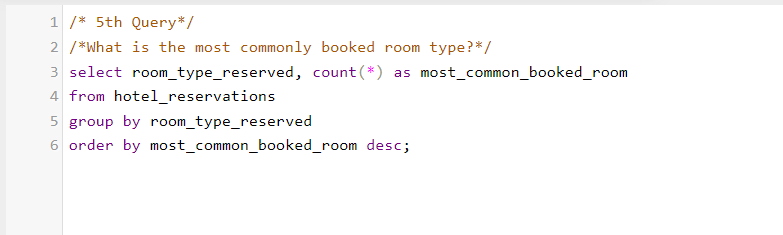 1 /* 5th Query*/
2 /*What is the most commonly booked room type?*/
3 select room_type_reserved, count(*) as most_common_booked_room
4 from hotel_reservations
5 group by room_type_reserved
6 order by most_common_booked_room desc;